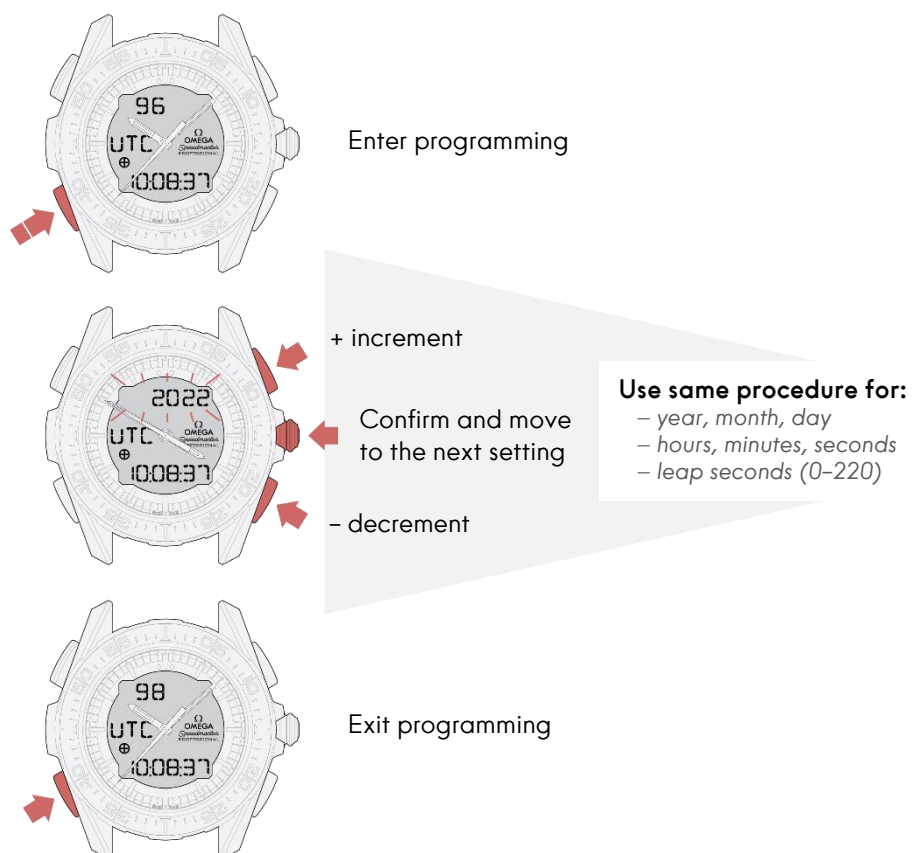 96
Ω
OMEGA
UTC
Speedmaster
PROFESSIONAL
10:08:37
Enter programming
+ increment
2022
Ω
OMEGA
UTC
Speedmaster
PROFESSIONAL
10:08:37
Confirm and move
to the next setting
– decrement
Use same procedure for:
– year, month, day
– hours, minutes, seconds
– leap seconds (0–220)
98
Ω
OMEGA
UTC
Speedmaster
PROFESSIONAL
10:08:37
Exit programming